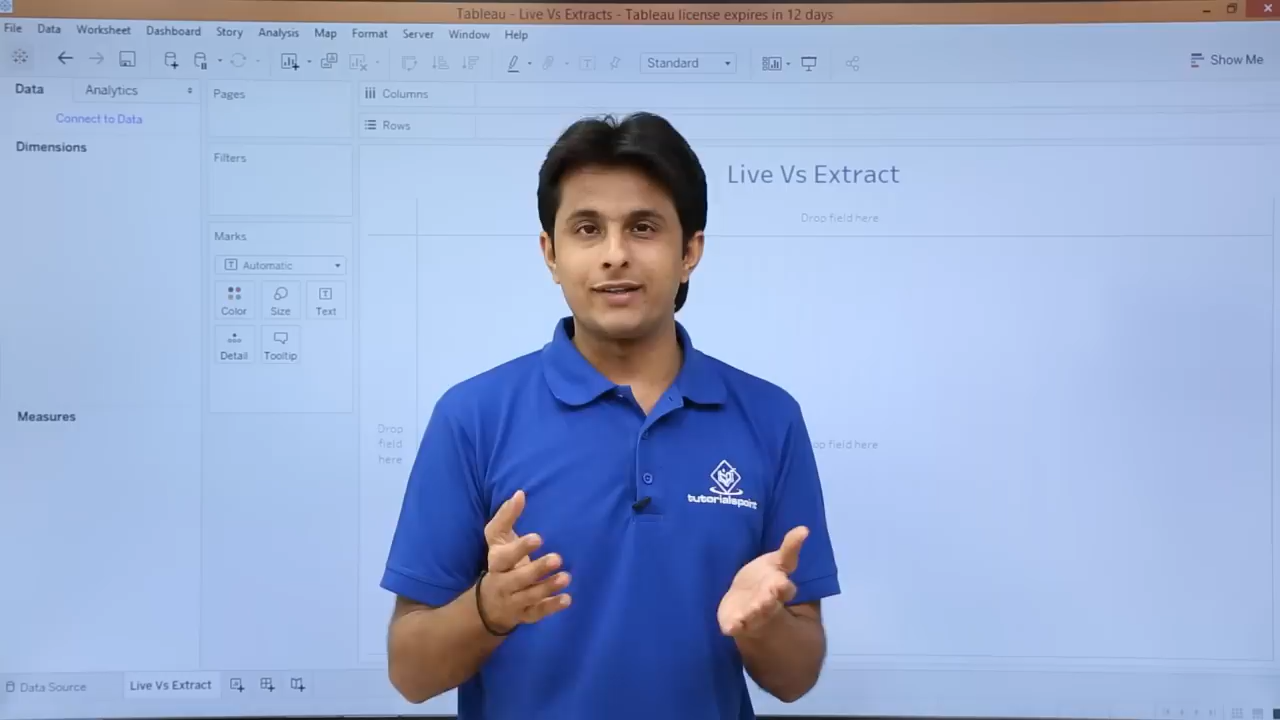 Tableau - Live Vs Extracts - Tableau license expires in 12 days
File Data Worksheet Dashboard Story Analysis Map Format Server Window Help
Standard
Show Me
Data Analytics
Connect to Data
Dimensions
Measures
Pages
Filters
Marks
Automatic
Color Size Text
Detail Tooltip
Columns
Rows
Live Vs Extract
Drop field here
Drop
field
here
op field here
tutorialspoint
Data Source Live Vs Extract